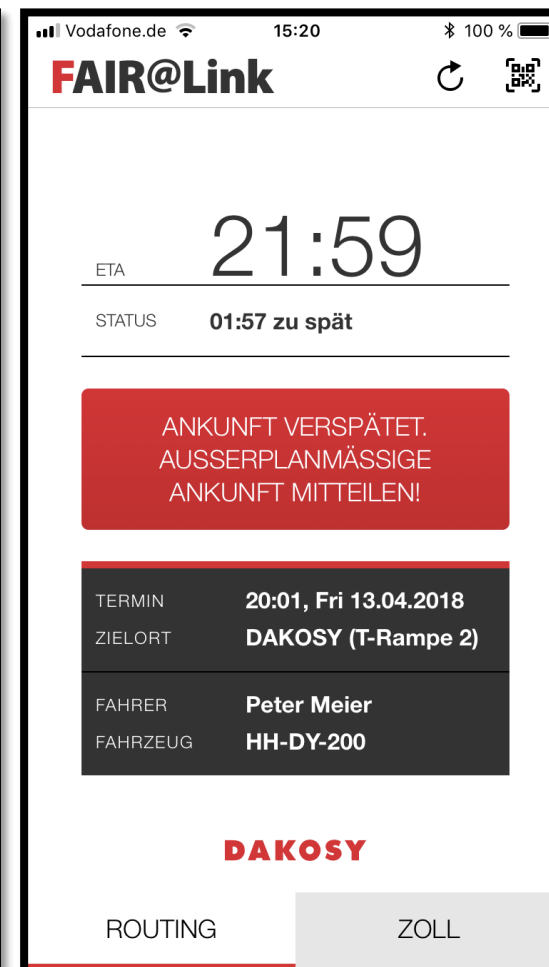 Vodafone.de 15:20 100 %
FAIR@Link
ETA 21:59
STATUS 01:57 zu spät
ANKUNFT VERSPÄTET.
AUSSERPLANMÄSSIGE
ANKUNFT MITTEILEN!
TERMIN 20:01, Fri 13.04.2018
ZIELORT DAKOSY (T-Rampe 2)
FAHRER Peter Meier
FAHRZEUG HH-DY-200
DAKOSY
ROUTING ZOLL